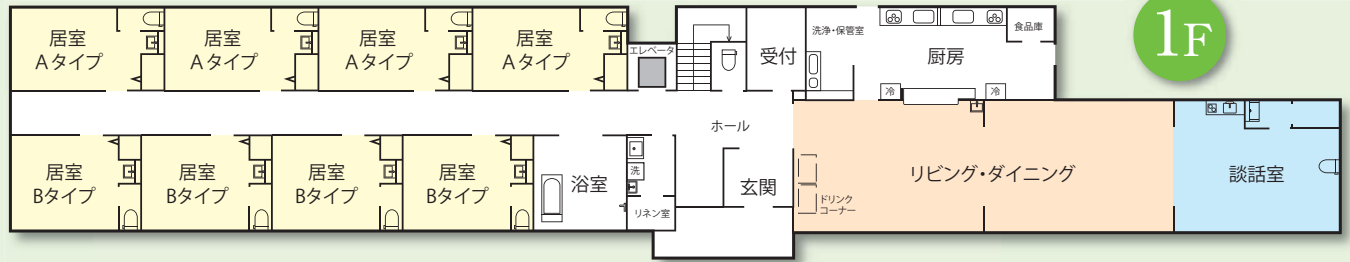 居室
Aタイプ
居室
Aタイプ
居室
Aタイプ
居室
Aタイプ
エレベータ
受付
洗浄・保管室
厨房
食品庫
1F
冷
冷
ホール
居室
Bタイプ
居室
Bタイプ
居室
Bタイプ
居室
Bタイプ
浴室
洗
リネン室
玄関
ドリンク
コーナー
リビング・ダイニング
談話室